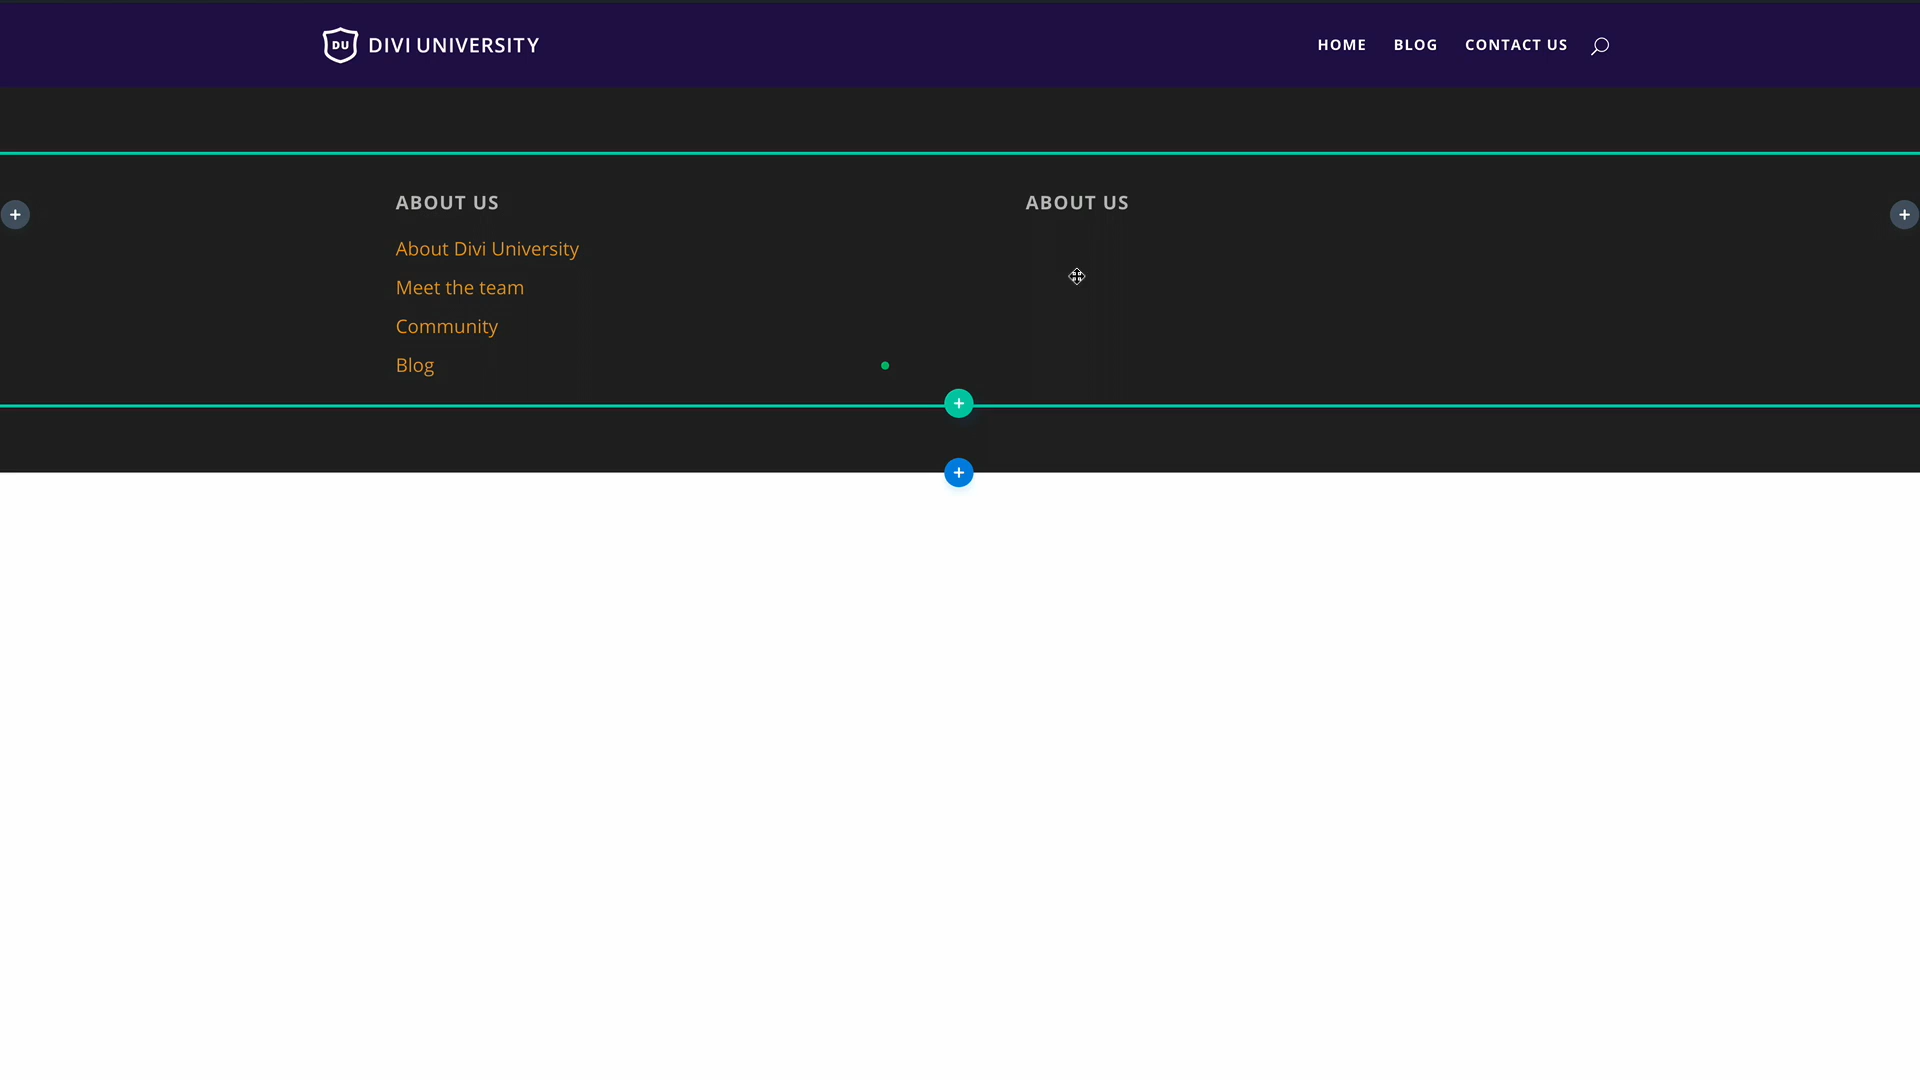 DU DIVI UNIVERSITY
HOME BLOG CONTACT US
ABOUT US
About Divi University
Meet the team
Community
Blog
ABOUT US